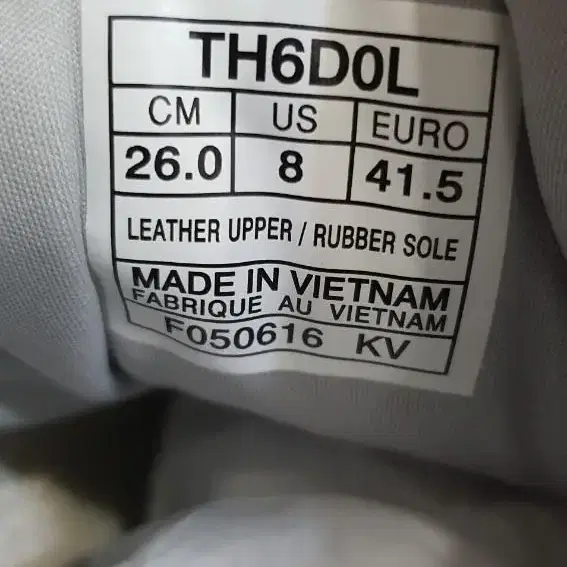 TH6D0L
CM US EURO
26.0 8 41.5
LEATHER UPPER / RUBBER SOLE
MADE IN VIETNAM
FABRIQUE AU VIETNAM
F050616 KV